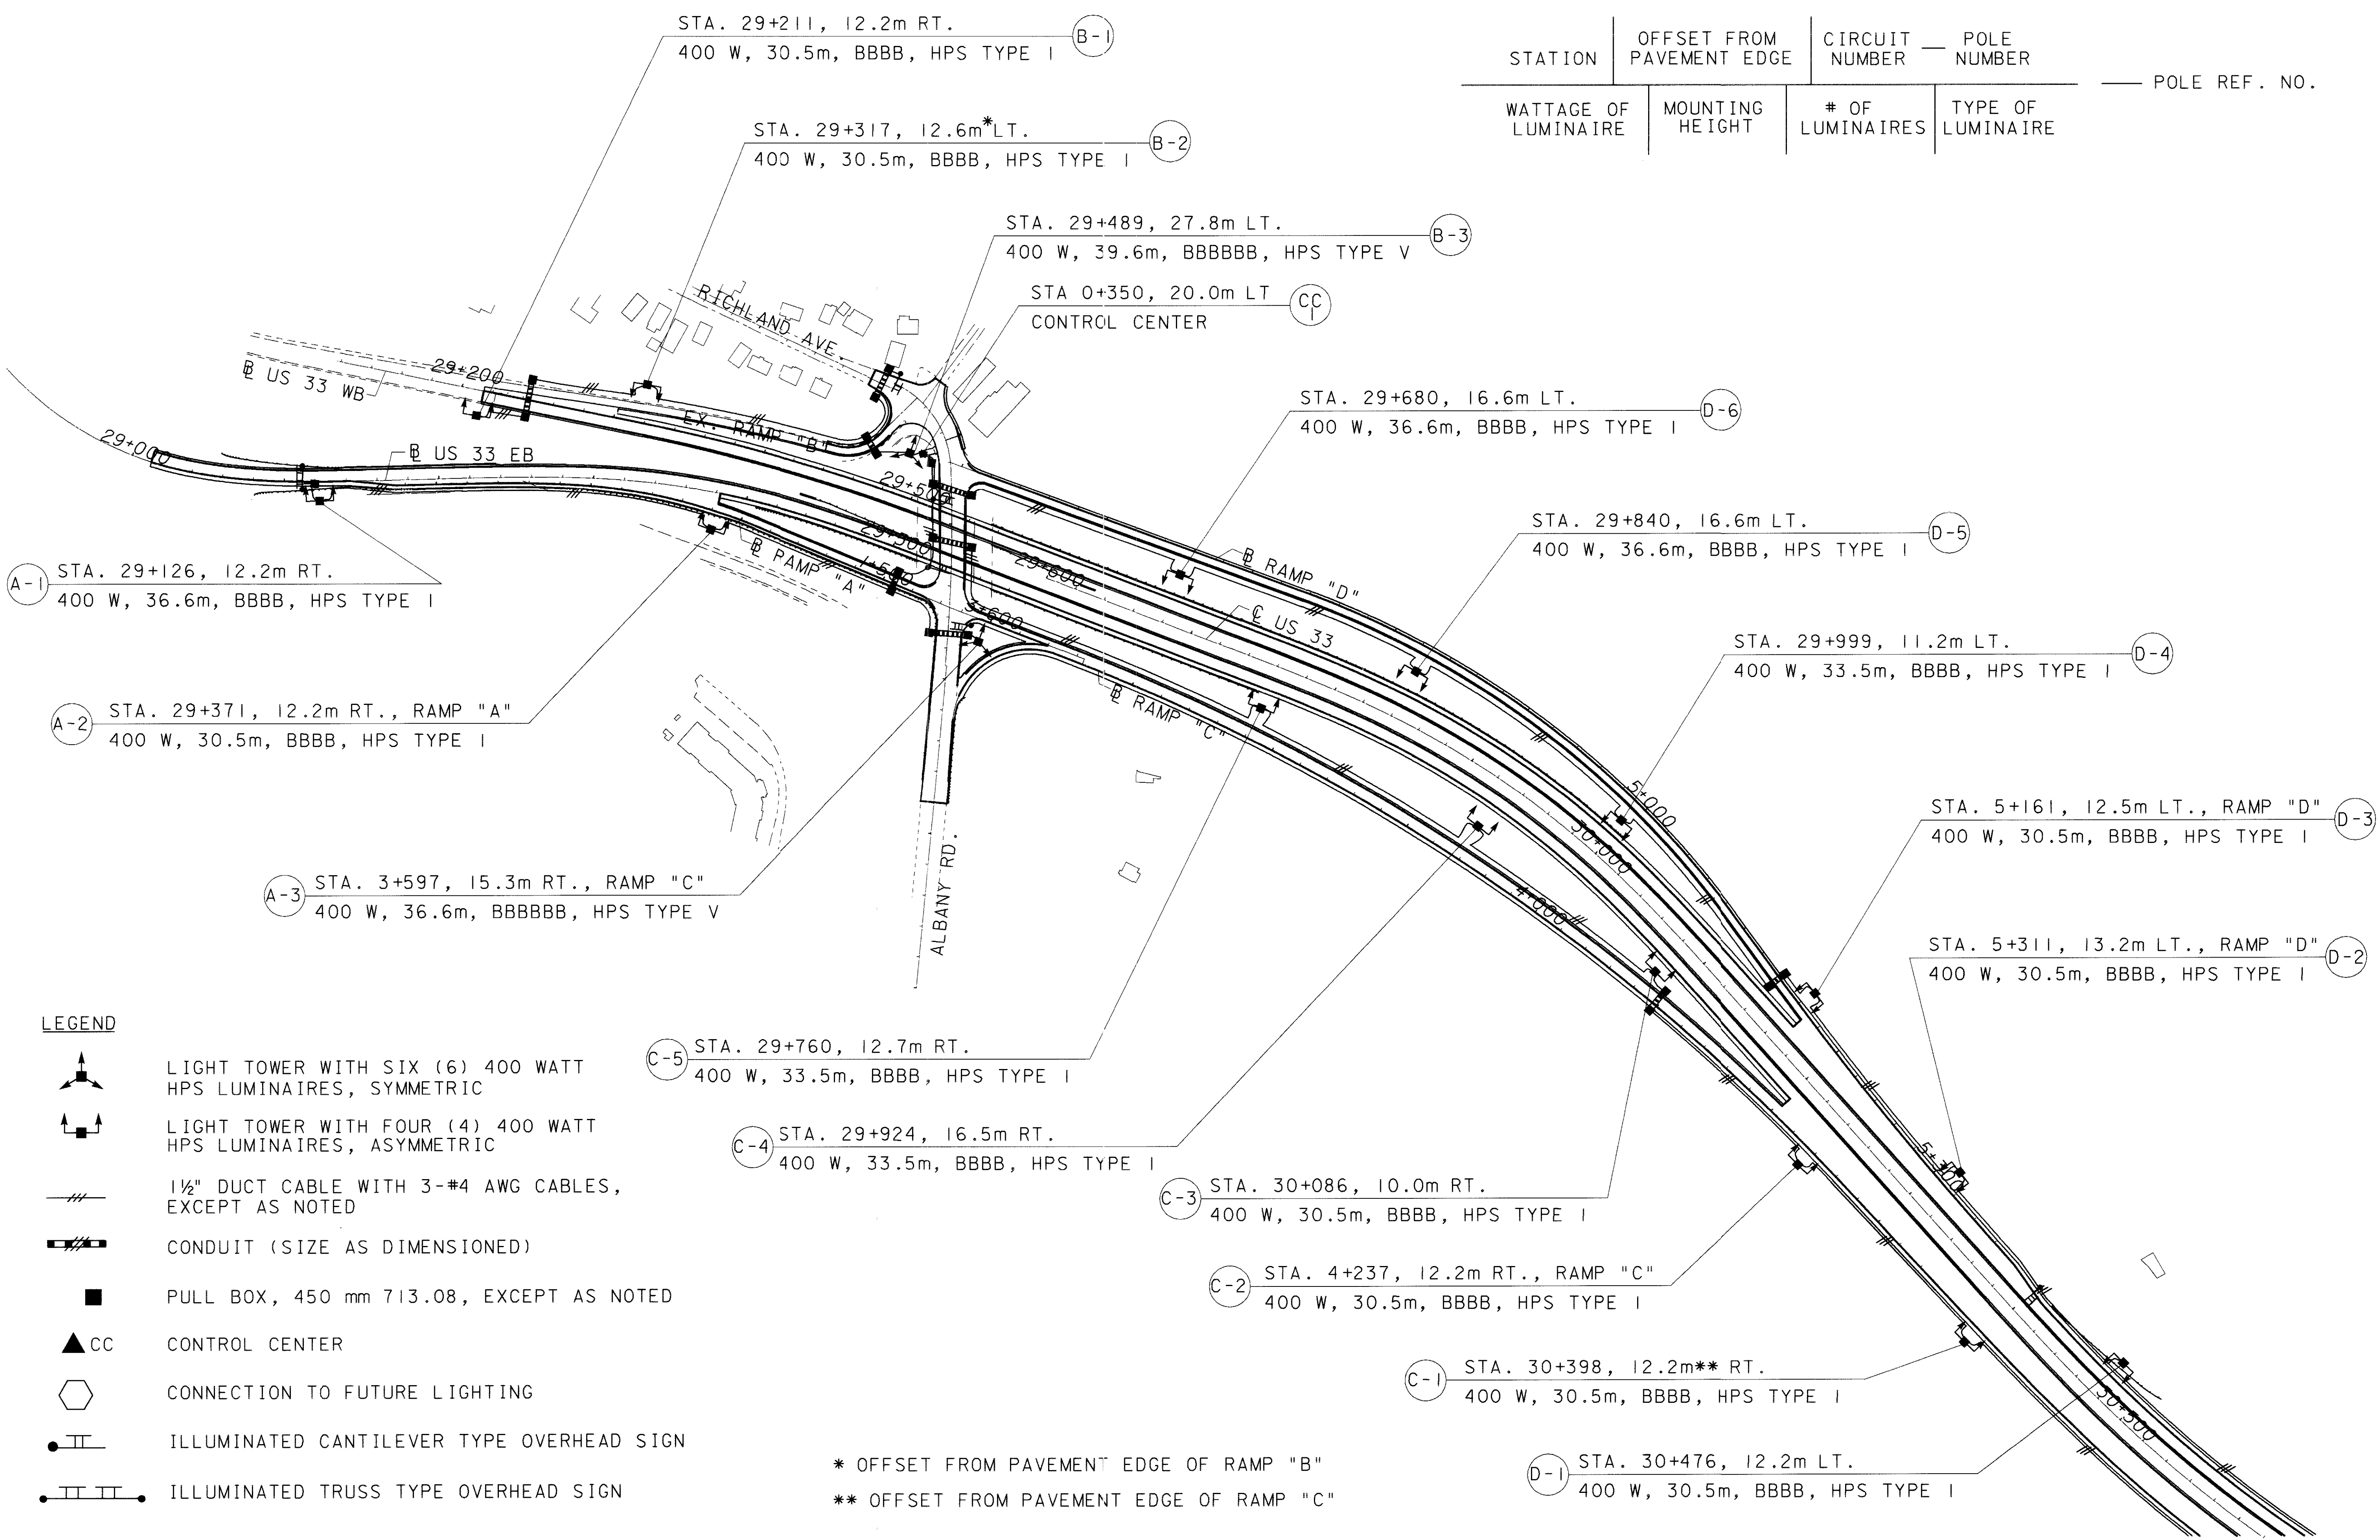 STA. 29+211, 12.2m RT.
400 W, 30.5m, BBBB, HPS TYPE I
B-1
STATION
OFFSET FROM
PAVEMENT EDGE
CIRCUIT
NUMBER
—
POLE
NUMBER
WATTAGE OF
LUMINAIRE
MOUNTING
HEIGHT
# OF
LUMINAIRES
TYPE OF
LUMINAIRE
POLE REF. NO.
STA. 29+317, 12.6m* LT.
400 W, 30.5m, BBBB, HPS TYPE I
B-2
STA. 29+489, 27.8m LT.
400 W, 39.6m, BBBBBB, HPS TYPE V
B-3
STA 0+350, 20.0m LT
CONTROL CENTER
CC
1
RICHLAND AVE.
29+200
℄ US 33 WB
EX. RAMP "B"
29+000
℄ US 33 EB
29+500
29+500
29+600
℄ RAMP "A"
1+500
3+600
STA. 29+680, 16.6m LT.
400 W, 36.6m, BBBB, HPS TYPE I
D-6
STA. 29+840, 16.6m LT.
400 W, 36.6m, BBBB, HPS TYPE I
D-5
℄ RAMP "D"
℄ US 33
℄ RAMP "C"
A-1
STA. 29+126, 12.2m RT.
400 W, 36.6m, BBBB, HPS TYPE I
STA. 29+999, 11.2m LT.
400 W, 33.5m, BBBB, HPS TYPE I
D-4
A-2
STA. 29+371, 12.2m RT., RAMP "A"
400 W, 30.5m, BBBB, HPS TYPE I
5+000
30+000
4+000
STA. 5+161, 12.5m LT., RAMP "D"
400 W, 30.5m, BBBB, HPS TYPE I
D-3
A-3
STA. 3+597, 15.3m RT., RAMP "C"
400 W, 36.6m, BBBBBB, HPS TYPE V
ALBANY RD.
STA. 5+311, 13.2m LT., RAMP "D"
400 W, 30.5m, BBBB, HPS TYPE I
D-2
5+300
C-5
STA. 29+760, 12.7m RT.
400 W, 33.5m, BBBB, HPS TYPE I
C-4
STA. 29+924, 16.5m RT.
400 W, 33.5m, BBBB, HPS TYPE I
C-3
STA. 30+086, 10.0m RT.
400 W, 30.5m, BBBB, HPS TYPE I
C-2
STA. 4+237, 12.2m RT., RAMP "C"
400 W, 30.5m, BBBB, HPS TYPE I
C-1
STA. 30+398, 12.2m** RT.
400 W, 30.5m, BBBB, HPS TYPE I
D-1
STA. 30+476, 12.2m LT.
400 W, 30.5m, BBBB, HPS TYPE I
30+500
LEGEND
LIGHT TOWER WITH SIX (6) 400 WATT
HPS LUMINAIRES, SYMMETRIC
LIGHT TOWER WITH FOUR (4) 400 WATT
HPS LUMINAIRES, ASYMMETRIC
1½" DUCT CABLE WITH 3-#4 AWG CABLES,
EXCEPT AS NOTED
CONDUIT (SIZE AS DIMENSIONED)
PULL BOX, 450 mm 713.08, EXCEPT AS NOTED
CC
CONTROL CENTER
CONNECTION TO FUTURE LIGHTING
ILLUMINATED CANTILEVER TYPE OVERHEAD SIGN
ILLUMINATED TRUSS TYPE OVERHEAD SIGN
* OFFSET FROM PAVEMENT EDGE OF RAMP "B"
** OFFSET FROM PAVEMENT EDGE OF RAMP "C"